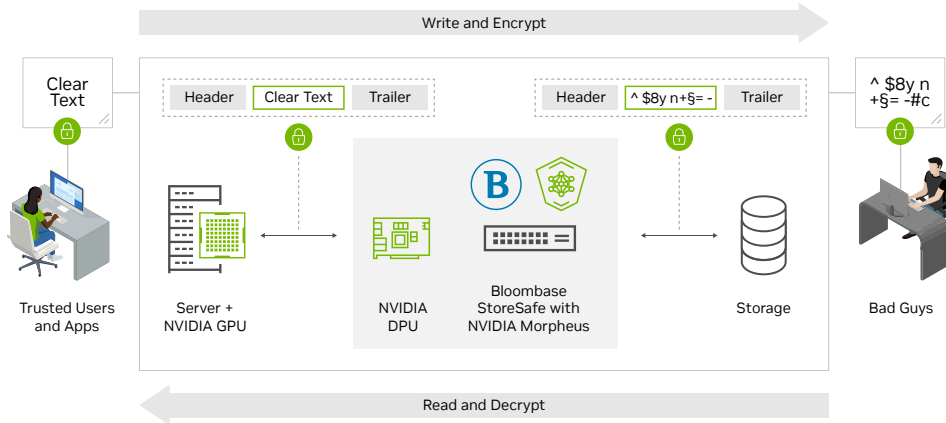 Write and Encrypt
Clear
Text
Header
Clear Text
Trailer
Header
^ $8y n+§= -
Trailer
^ $8y n
+§= -#c
B
Trusted Users
and Apps
Server +
NVIDIA GPU
NVIDIA
DPU
Bloombase
StoreSafe with
NVIDIA Morpheus
Storage
Bad Guys
Read and Decrypt